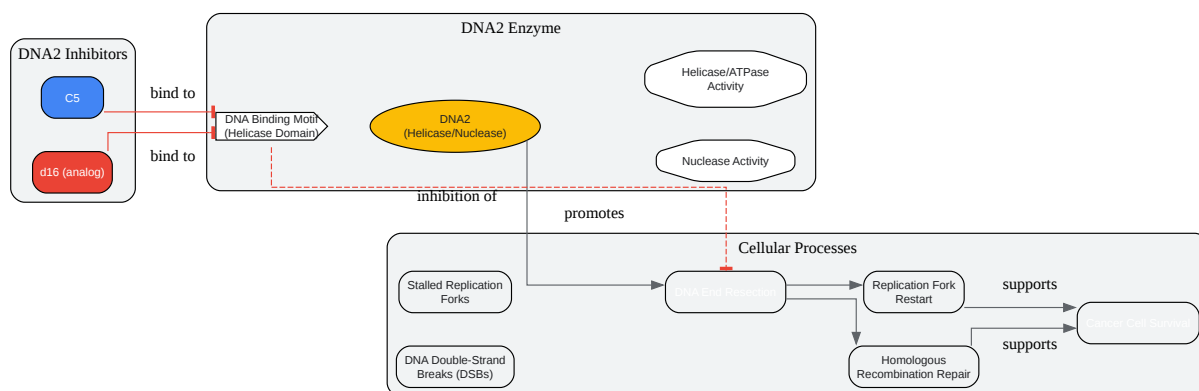 DNA2 Inhibitors
C5
d16 (analog)
bind to
bind to
DNA2 Enzyme
DNA Binding Motif
(Helicase Domain)
DNA2
(Helicase/Nuclease)
Helicase/ATPase
Activity
Nuclease Activity
inhibition of
promotes
Cellular Processes
Stalled Replication
Forks
DNA Double-Strand
Breaks (DSBs)
DNA End Resection
Replication Fork
Restart
Homologous
Recombination Repair
supports
supports
Cancer Cell Survival